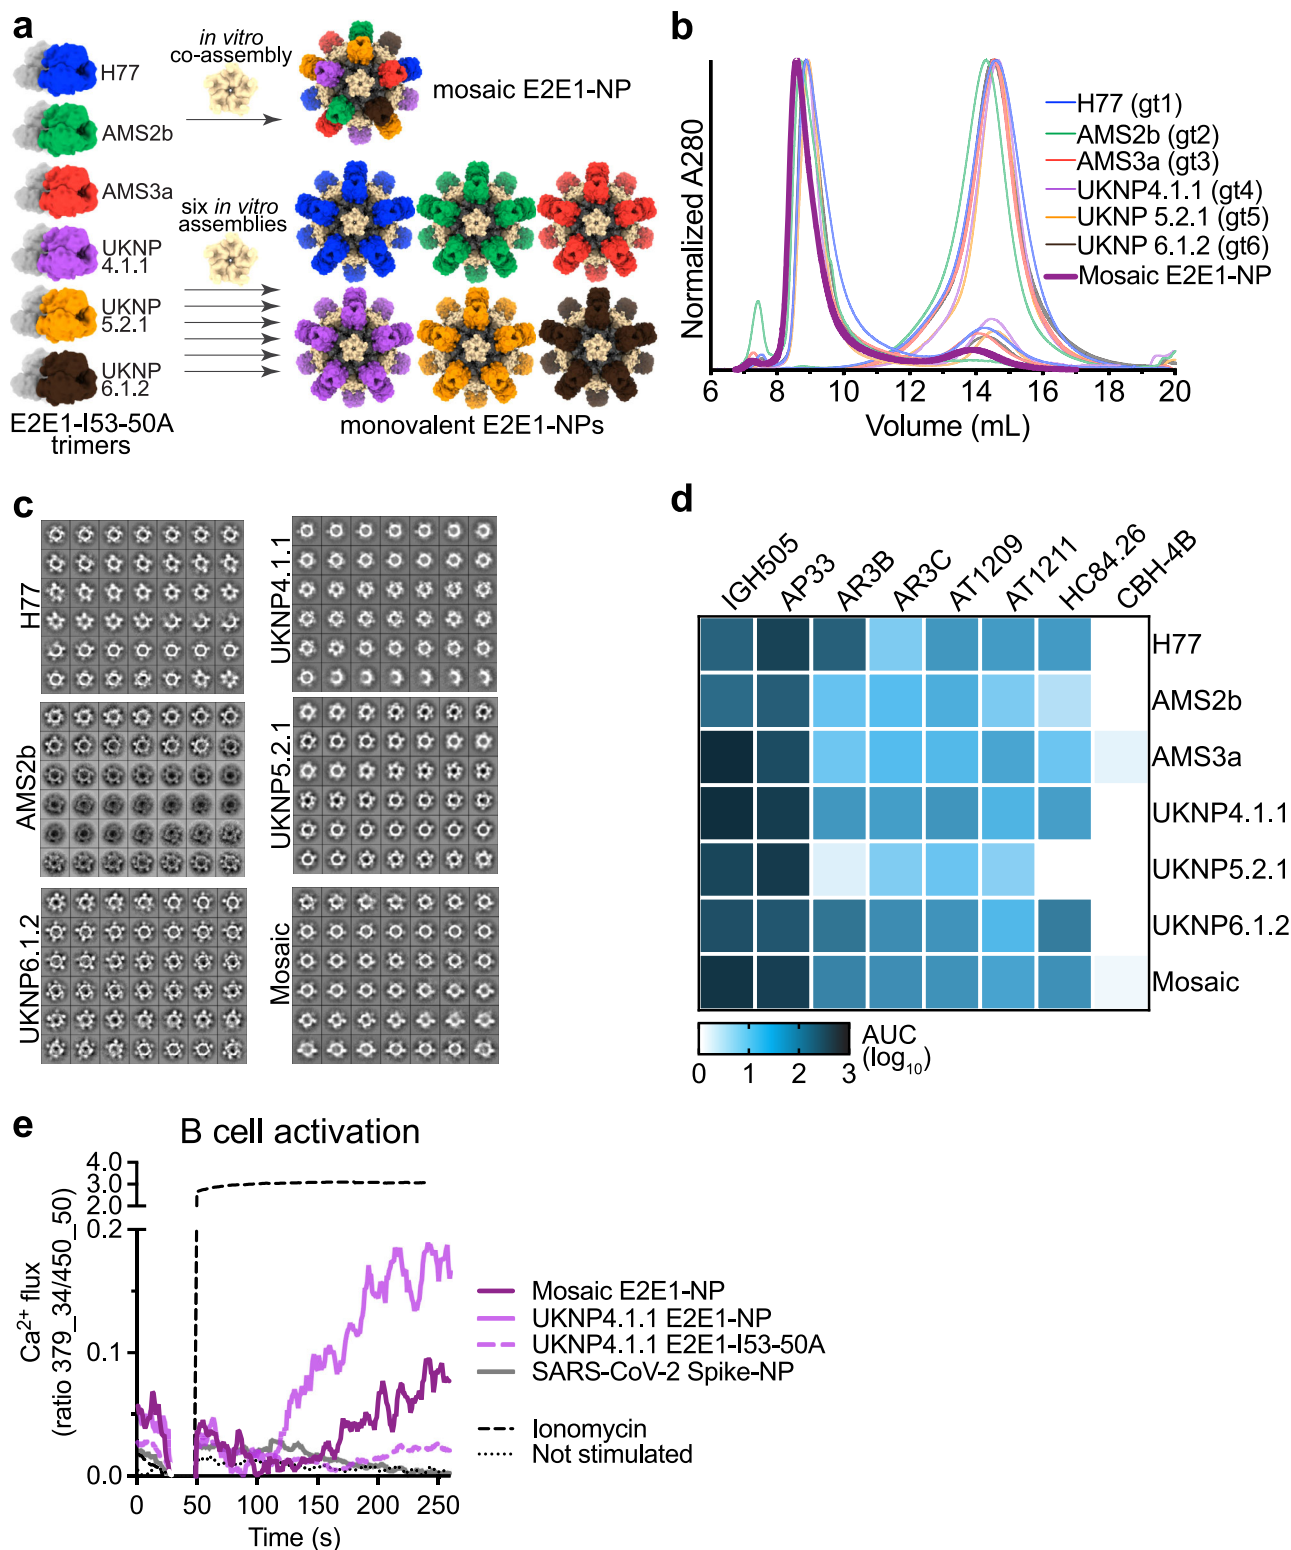 a
H77
AMS2b
AMS3a
UKNP
4.1.1
UKNP
5.2.1
UKNP
6.1.2
E2E1-I53-50A
trimers
in vitro
co-assembly
mosaic E2E1-NP
six in vitro
assemblies
monovalent E2E1-NPs
b
Normalized A280
6 8 10 12 14 16 18 20
Volume (mL)
H77 (gt1)
AMS2b (gt2)
AMS3a (gt3)
UKNP4.1.1 (gt4)
UKNP 5.2.1 (gt5)
UKNP 6.1.2 (gt6)
Mosaic E2E1-NP
c
H77
AMS2b
UKNP6.1.2
UKNP4.1.1
UKNP5.2.1
Mosaic
d
IGH505
AP33
AR3B
AR3C
AT1209
AT1211
HC84.26
CBH-4B
H77
AMS2b
AMS3a
UKNP4.1.1
UKNP5.2.1
UKNP6.1.2
Mosaic
0 1 2 3
AUC
(log10)
e
B cell activation
Ca2+ flux
(ratio 379_34/450_50)
4.0
3.0
2.0
0.2
0.1
0.0
0 50 100 150 200 250
Time (s)
Mosaic E2E1-NP
UKNP4.1.1 E2E1-NP
UKNP4.1.1 E2E1-I53-50A
SARS-CoV-2 Spike-NP
Ionomycin
Not stimulated